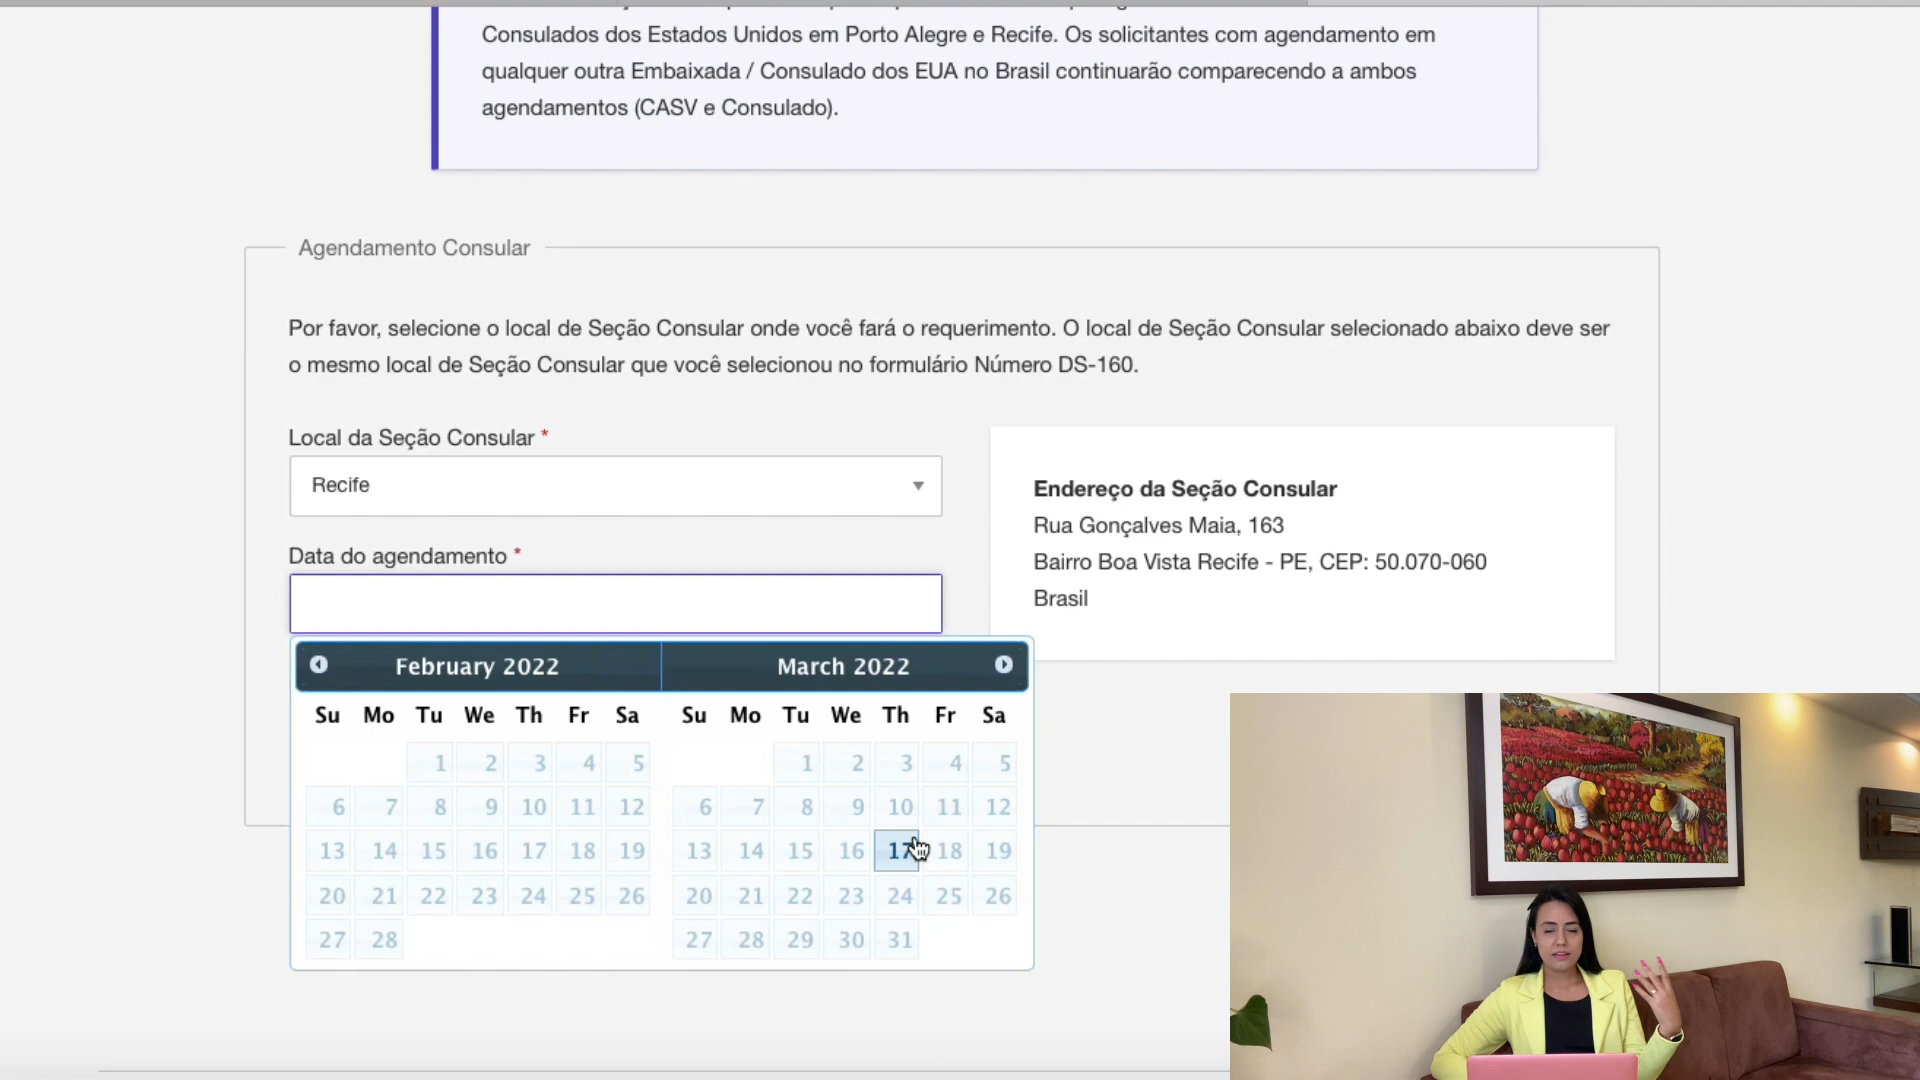 Consulados dos Estados Unidos em Porto Alegre e Recife. Os solicitantes com agendamento em
qualquer outra Embaixada / Consulado dos EUA no Brasil continuarão comparecendo a ambos
agendamentos (CASV e Consulado).
Agendamento Consular
Por favor, selecione o local de Seção Consular onde você fará o requerimento. O local de Seção Consular selecionado abaixo deve ser
o mesmo local de Seção Consular que você selecionou no formulário Número DS-160.
Local da Seção Consular *
Recife
Data do agendamento *
Endereço da Seção Consular
Rua Gonçalves Maia, 163
Bairro Boa Vista Recife - PE, CEP: 50.070-060
Brasil
February 2022
Su Mo Tu We Th Fr Sa
1 2 3 4 5
6 7 8 9 10 11 12
13 14 15 16 17 18 19
20 21 22 23 24 25 26
27 28
March 2022
Su Mo Tu We Th Fr Sa
1 2 3 4 5
6 7 8 9 10 11 12
13 14 15 16 17 18 19
20 21 22 23 24 25 26
27 28 29 30 31